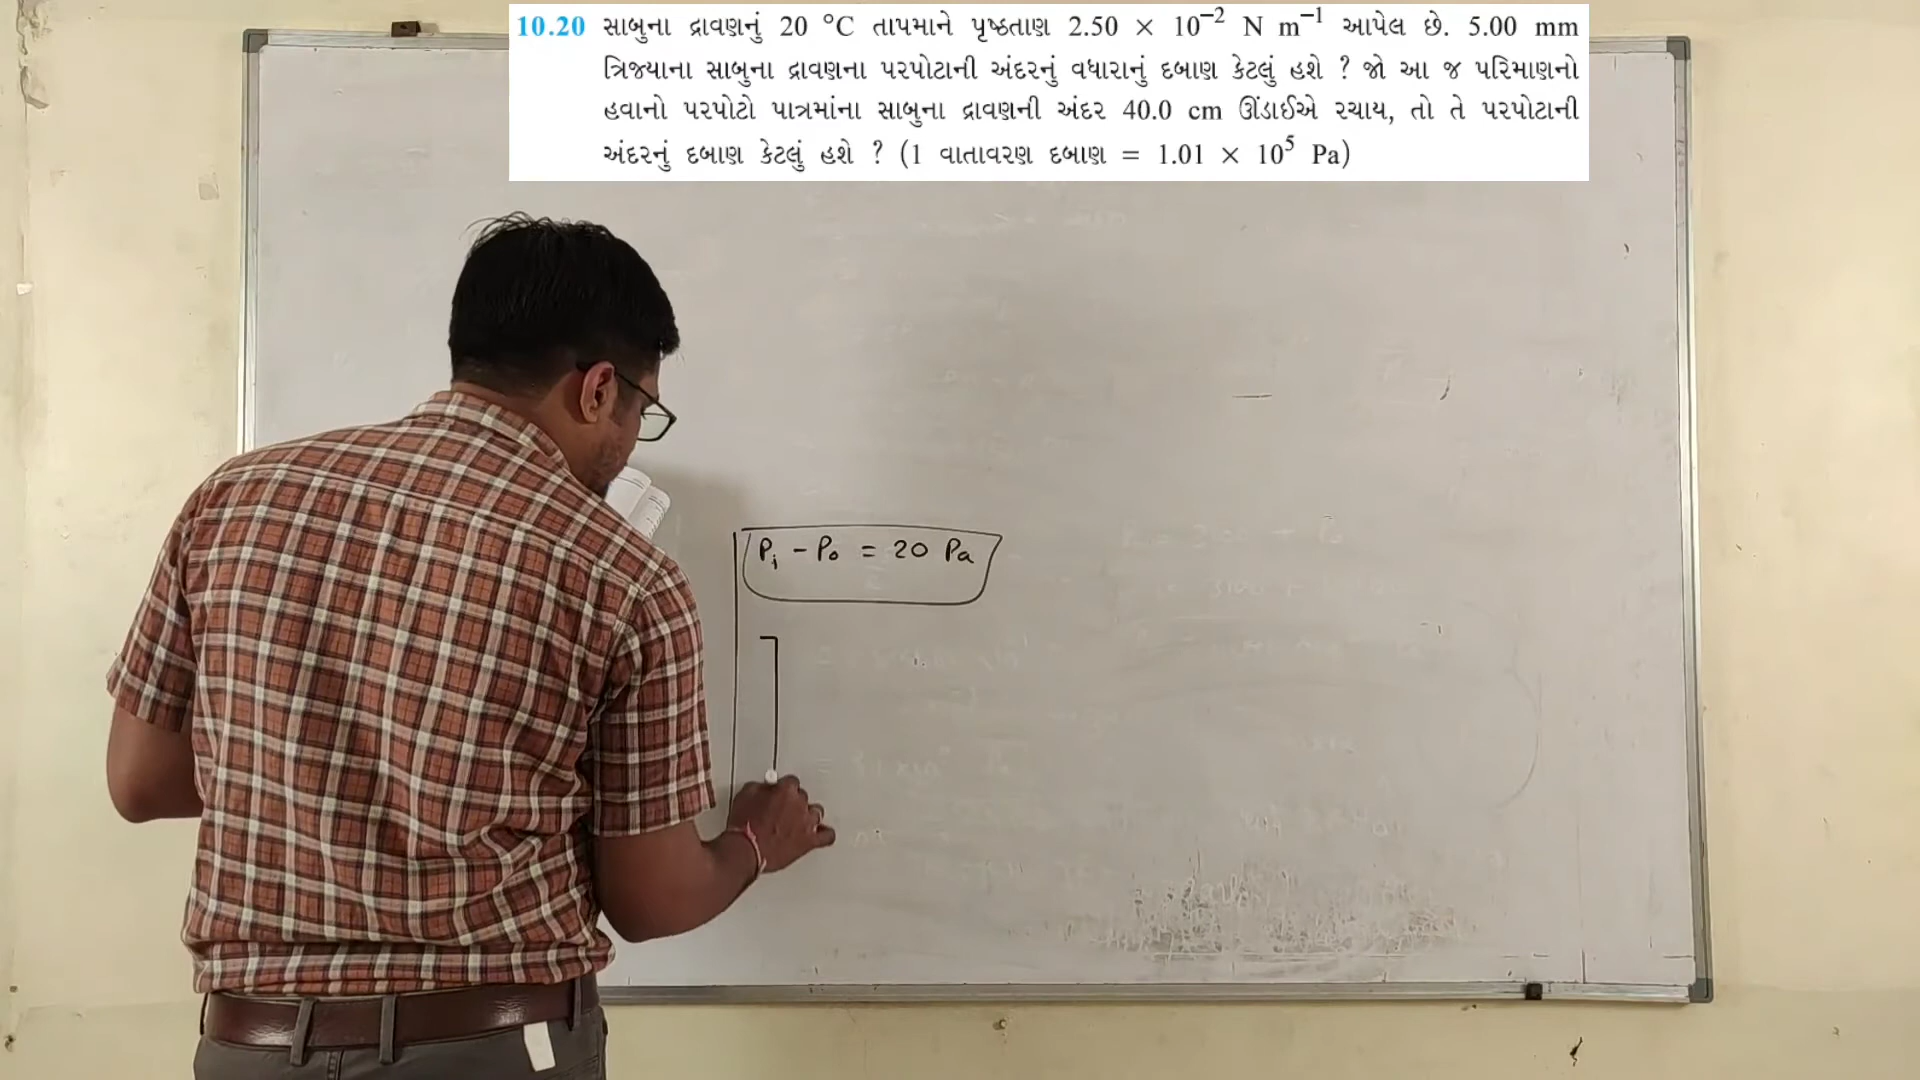 10.20 સાબુના દ્રાવણનું 20 °C તાપમાને પૃષ્ઠતાણ 2.50 × 10⁻² N m⁻¹ આપેલ છે. 5.00 mm
ત્રિજ્યાના સાબુના દ્રાવણના પરપોટાની અંદરનું વધારાનું દબાણ કેટલું હશે ? જો આ જ પરિમાણનો
હવાનો પરપોટો પાત્રમાંના સાબુના દ્રાવણની અંદર 40.0 cm ઊંડાઈએ રચાય, તો તે પરપોટાની
અંદરનું દબાણ કેટલું હશે ? (1 વાતાવરણ દબાણ = 1.01 × 10⁵ Pa)
Pᵢ - P₀ = 20 Pa